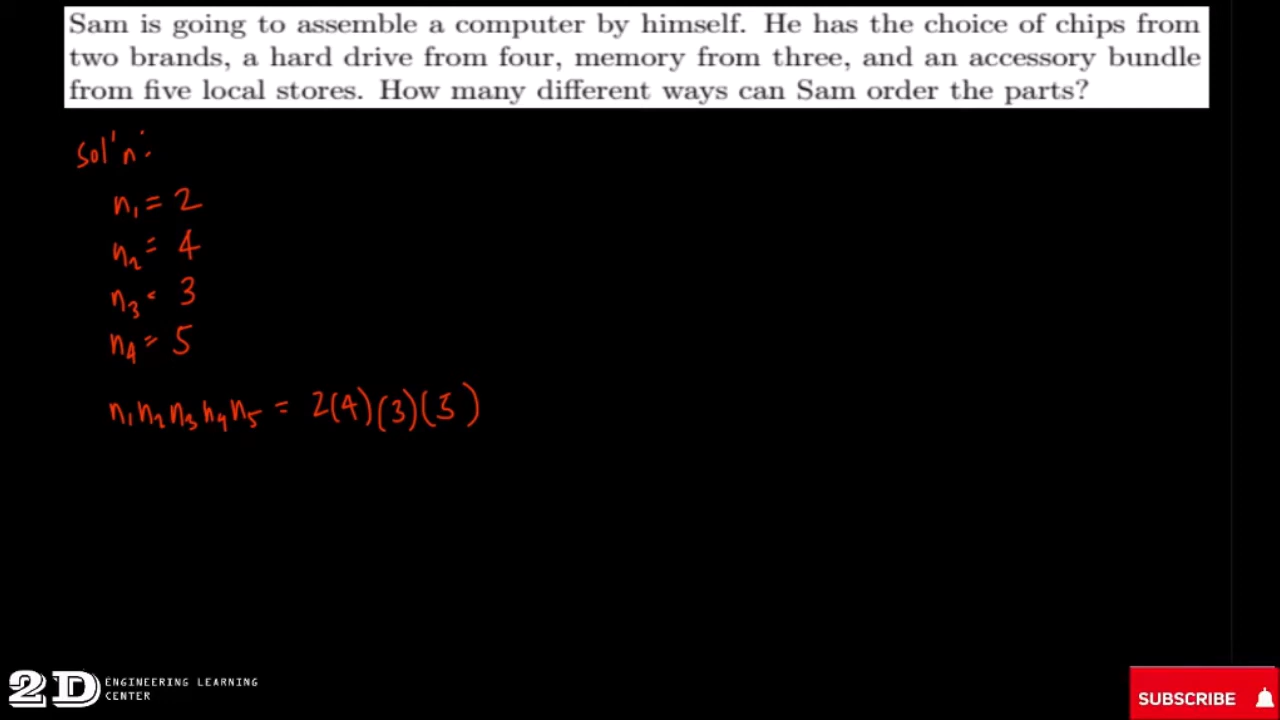 Sam is going to assemble a computer by himself. He has the choice of chips from
two brands, a hard drive from four, memory from three, and an accessory bundle
from five local stores. How many different ways can Sam order the parts?
Sol'n:
n₁ = 2
n₂ = 4
n₃ = 3
n₄ = 5
n₁n₂n₃n₄n₅ = 2(4)(3)(5)
2D ENGINEERING LEARNING
CENTER
SUBSCRIBE